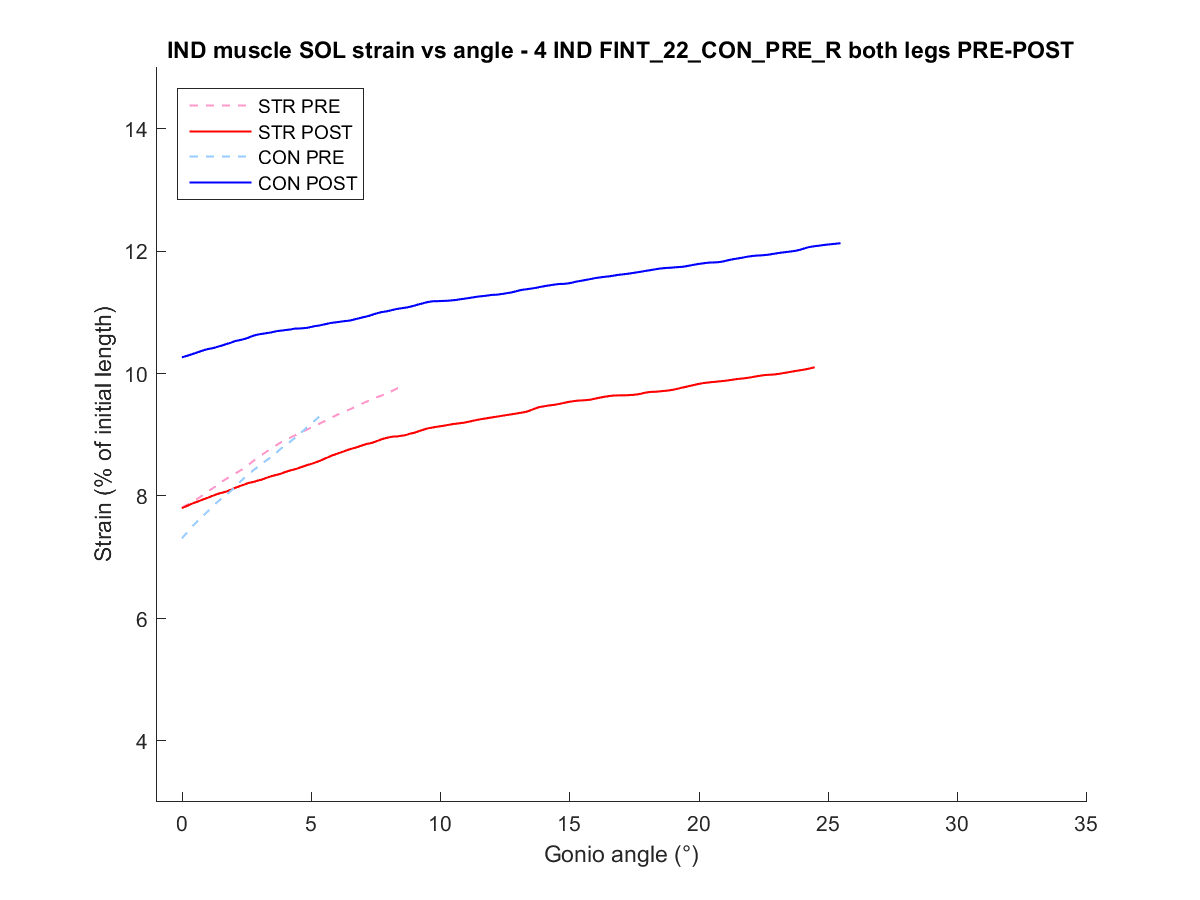 IND muscle SOL strain vs angle - 4 IND FINT_22_CON_PRE_R both legs PRE-POST
STR PRE
STR POST
CON PRE
CON POST
14
12
10
8
6
4
Strain (% of initial length)
0 5 10 15 20 25 30 35
Gonio angle (°)